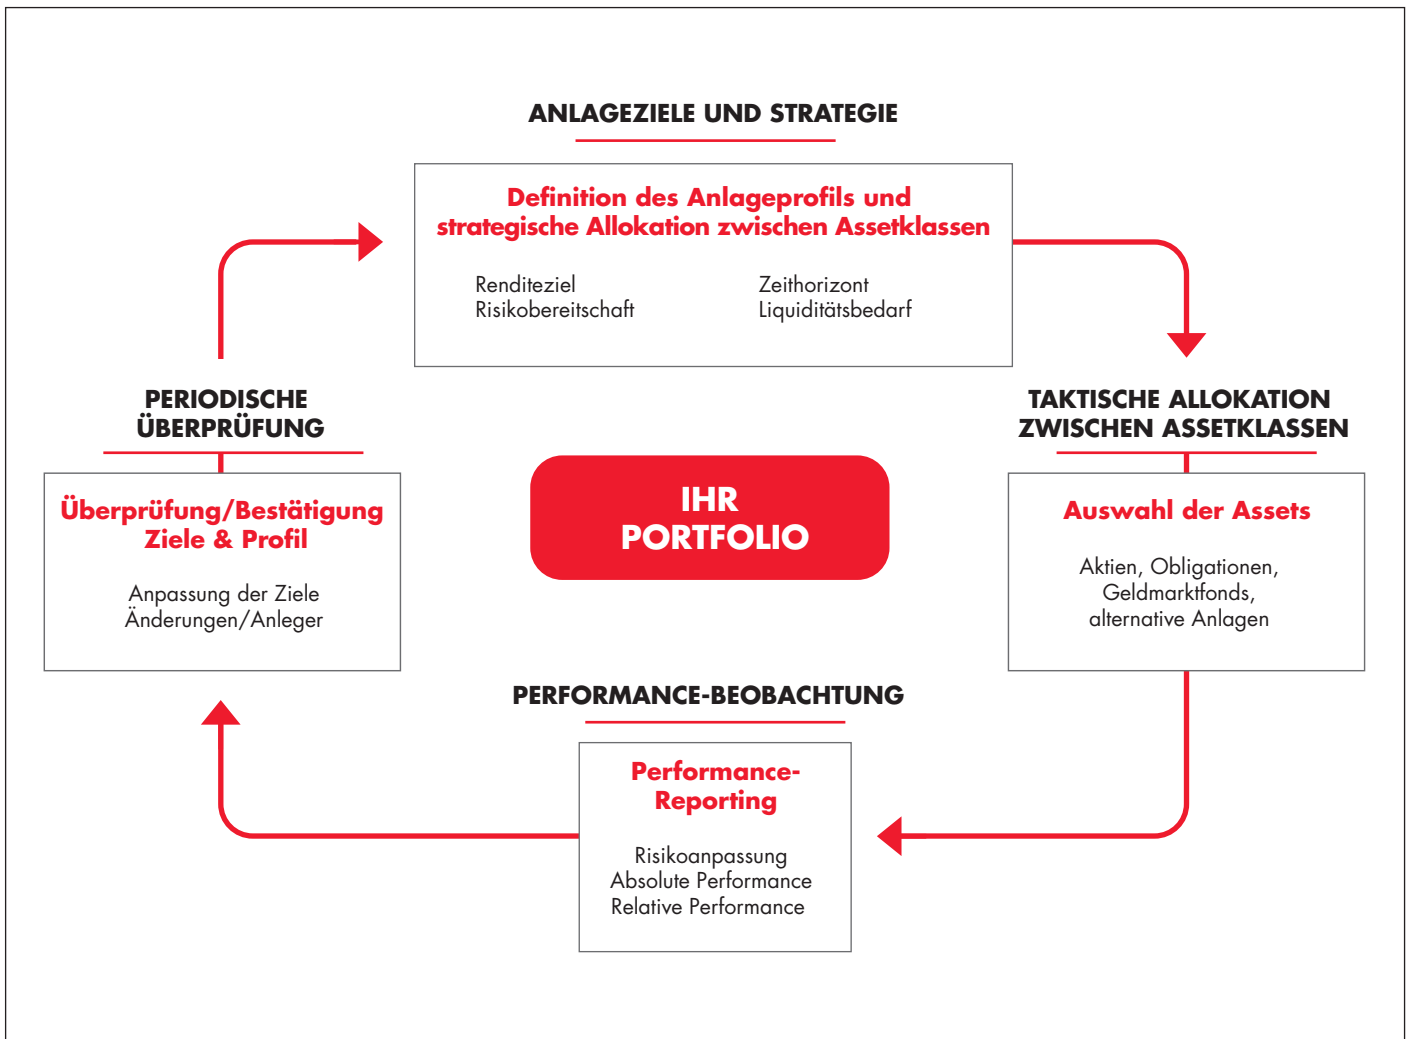 ANLAGEZIELE UND STRATEGIE
Definition des Anlageprofils und
strategische Allokation zwischen Assetklassen
Renditeziel
Risikobereitschaft
Zeithorizont
Liquiditätsbedarf
TAKTISCHE ALLOKATION
ZWISCHEN ASSETKLASSEN
Auswahl der Assets
Aktien, Obligationen,
Geldmarktfonds,
alternative Anlagen
PERFORMANCE-BEOBACHTUNG
Performance-
Reporting
Risikoanpassung
Absolute Performance
Relative Performance
PERIODISCHE
ÜBERPRÜFUNG
Überprüfung/Bestätigung
Ziele & Profil
Anpassung der Ziele
Änderungen/Anleger
IHR
PORTFOLIO